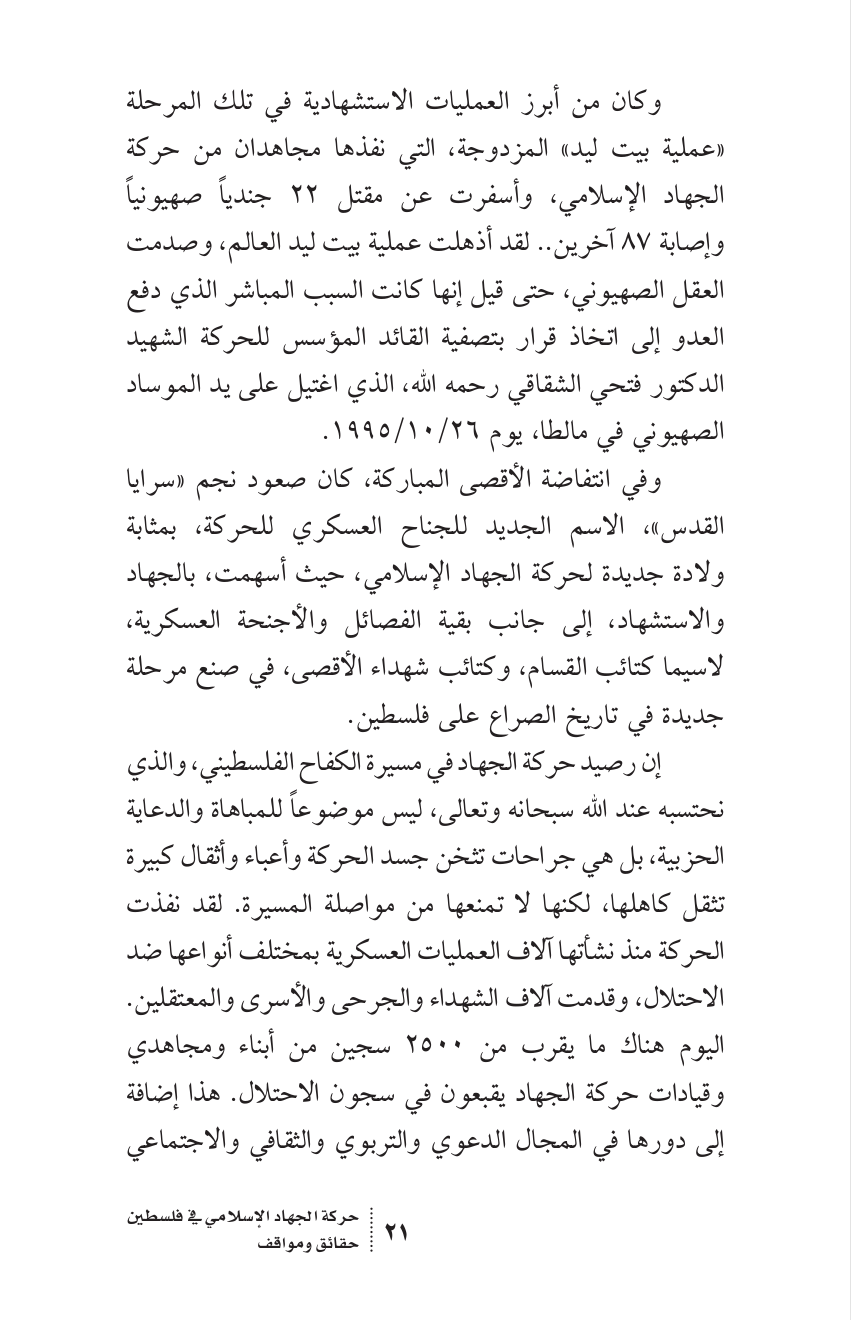 وكان من أبرز العمليات الاستشهادية في تلك المرحلة
«عملية بيت ليد» المزدوجة، التي نفذها مجاهدان من حركة
الجهاد الإسلامي، وأسفرت عن مقتل ٢٢ جندياً صهيونياً
وإصابة ٨٧ آخرين.. لقد أذهلت عملية بيت ليد العالم، وصدمت
العقل الصهيوني، حتى قيل إنها كانت السبب المباشر الذي دفع
العدو إلى اتخاذ قرار بتصفية القائد المؤسس للحركة الشهيد
الدكتور فتحي الشقاقي رحمه الله، الذي اغتيل على يد الموساد
الصهيوني في مالطا، يوم ١٩٩٥/١٠/٢٦.
وفي انتفاضة الأقصى المباركة، كان صعود نجم «سرايا
القدس»، الاسم الجديد للجناح العسكري للحركة، بمثابة
ولادة جديدة لحركة الجهاد الإسلامي، حيث أسهمت، بالجهاد
والاستشهاد، إلى جانب بقية الفصائل والأجنحة العسكرية،
لاسيما كتائب القسام، وكتائب شهداء الأقصى، في صنع مرحلة
جديدة في تاريخ الصراع على فلسطين.
إن رصيد حركة الجهاد في مسيرة الكفاح الفلسطيني، والذي
نحتسبه عند الله سبحانه وتعالى، ليس موضوعاً للمباهاة والدعاية
الحزبية، بل هي جراحات تثخن جسد الحركة وأعباء وأثقال كبيرة
تثقل كاهلها، لكنها لا تمنعها من مواصلة المسيرة. لقد نفذت
الحركة منذ نشأتها آلاف العمليات العسكرية بمختلف أنواعها ضد
الاحتلال، وقدمت آلاف الشهداء والجرحى والأسرى والمعتقلين.
اليوم هناك ما يقرب من ٢٥٠٠ سجين من أبناء ومجاهدي
وقيادات حركة الجهاد يقبعون في سجون الاحتلال. هذا إضافة
إلى دورها في المجال الدعوي والتربوي والثقافي والاجتماعي
٢١
حركة الجهاد الإسلامي في فلسطين
حقائق ومواقف